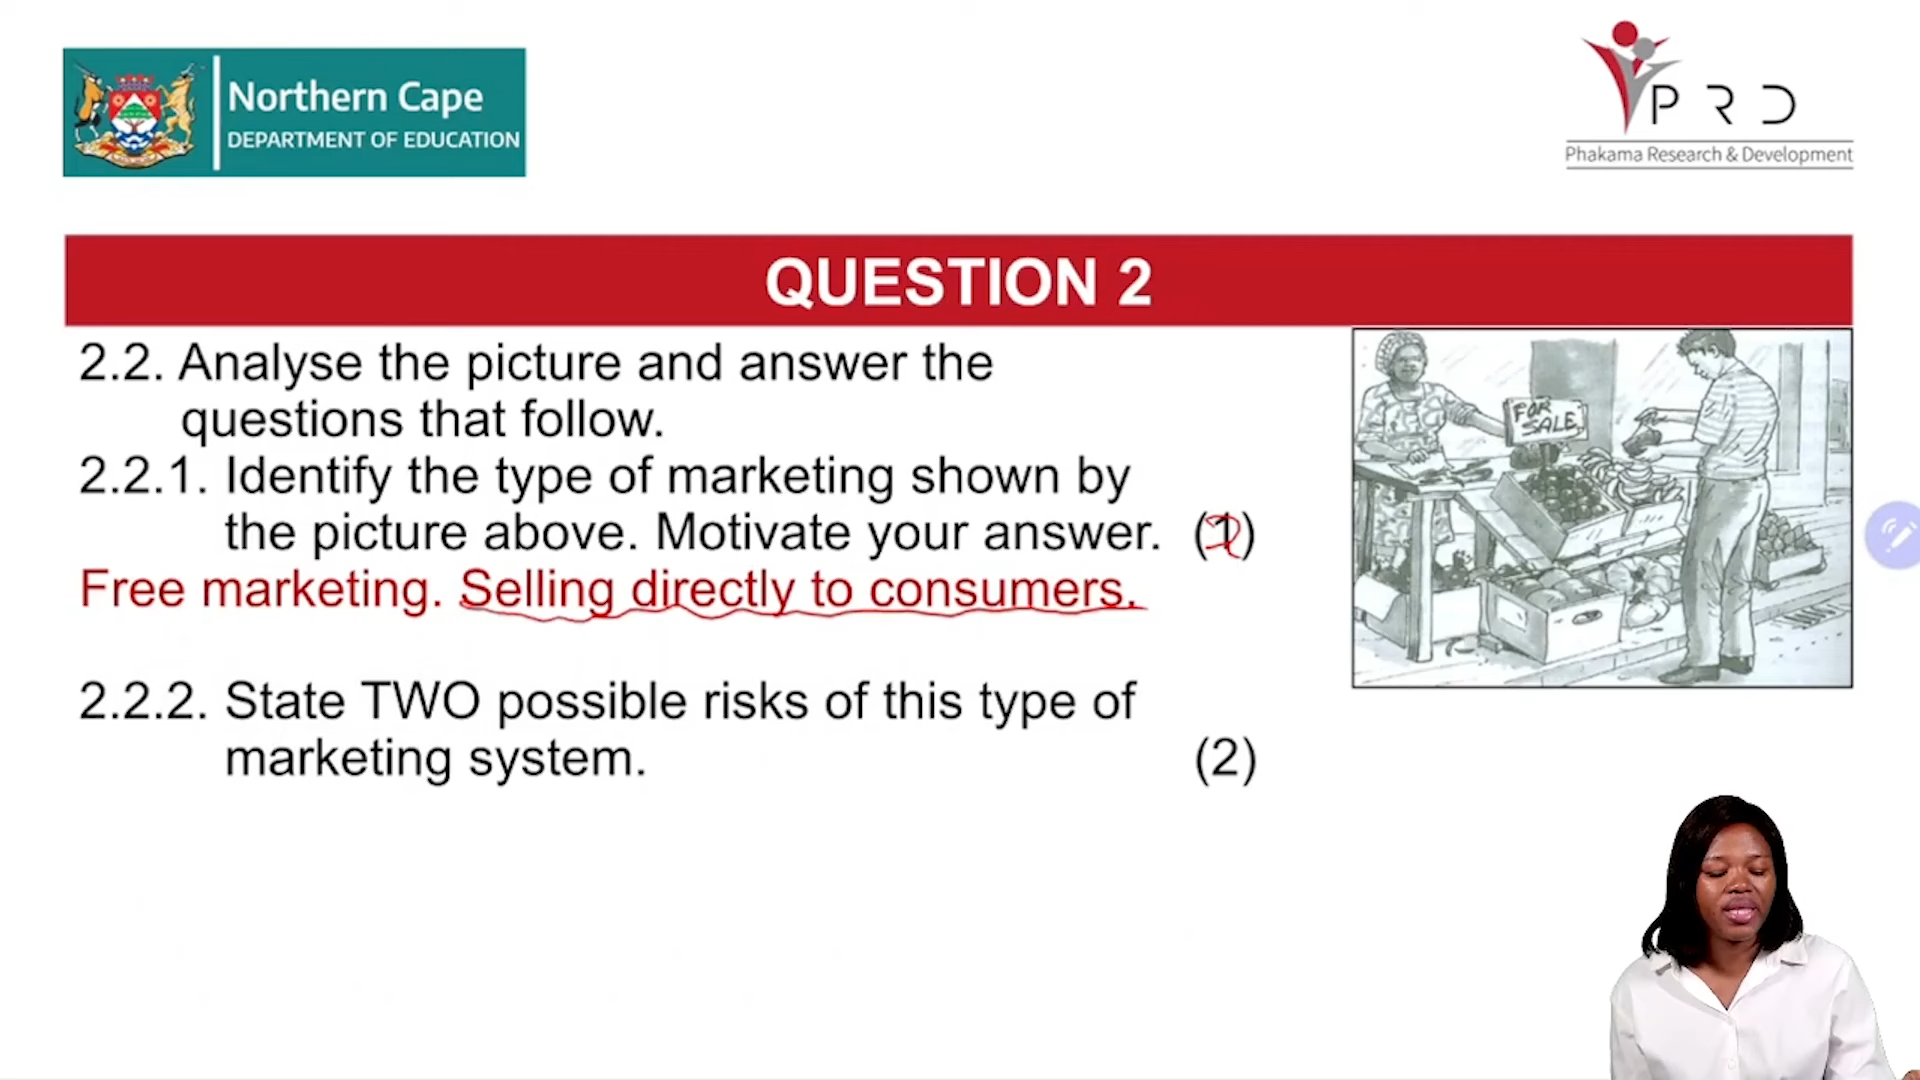 Northern Cape
DEPARTMENT OF EDUCATION
PRD
Phakama Research & Development
QUESTION 2
2.2. Analyse the picture and answer the
questions that follow.
2.2.1. Identify the type of marketing shown by
the picture above. Motivate your answer. (2)
Free marketing. Selling directly to consumers.
FOR
SALE
2.2.2. State TWO possible risks of this type of
marketing system. (2)